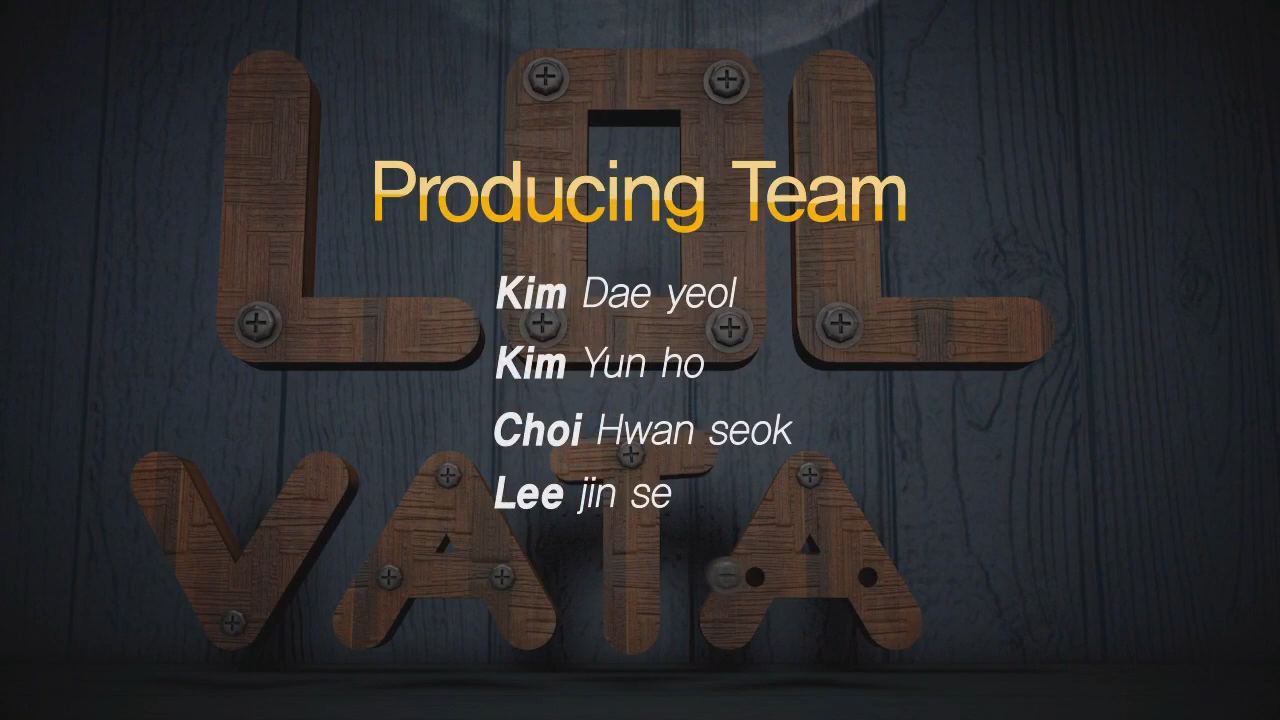 LOL
Producing Team
Kim Dae yeol
Kim Yun ho
Choi Hwan seok
Lee jin se
VATA